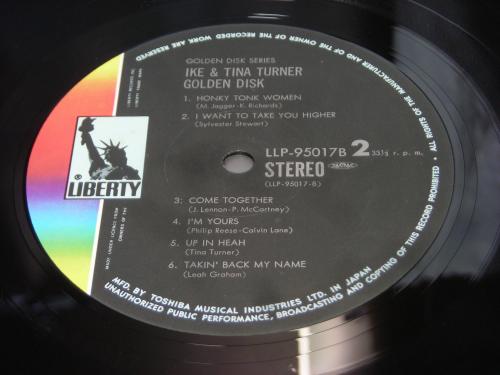 ALL RIGHTS OF THE MANUFACTURER AND OF THE OWNER OF THE RECORDED WORK ARE RESERVED
GOLDEN DISK SERIES
IKE & TINA TURNER
GOLDEN DISK
1. HONKY TONK WOMEN
(M. Jagger-K. Richards)
2. I WANT TO TAKE YOU HIGHER
(Sylvester Stewart)
LLP-95017B 2 33⅓ r. p. m.
STEREO
(LLP-95017-B)
®
LIBERTY
3: COME TOGETHER
(J. Lennon-P. McCartney)
4. I'M YOURS
(Philip Reese-Calvin Lane)
5. UP IN HEAH
(Tina Turner)
6. TAKIN' BACK MY NAME
(Leah Graham)
MFD. BY TOSHIBA MUSICAL INDUSTRIES LTD. IN JAPAN
UNAUTHORIZED PUBLIC PERFORMANCE, BROADCASTING AND COPYING OF THIS RECORD PROHIBITED